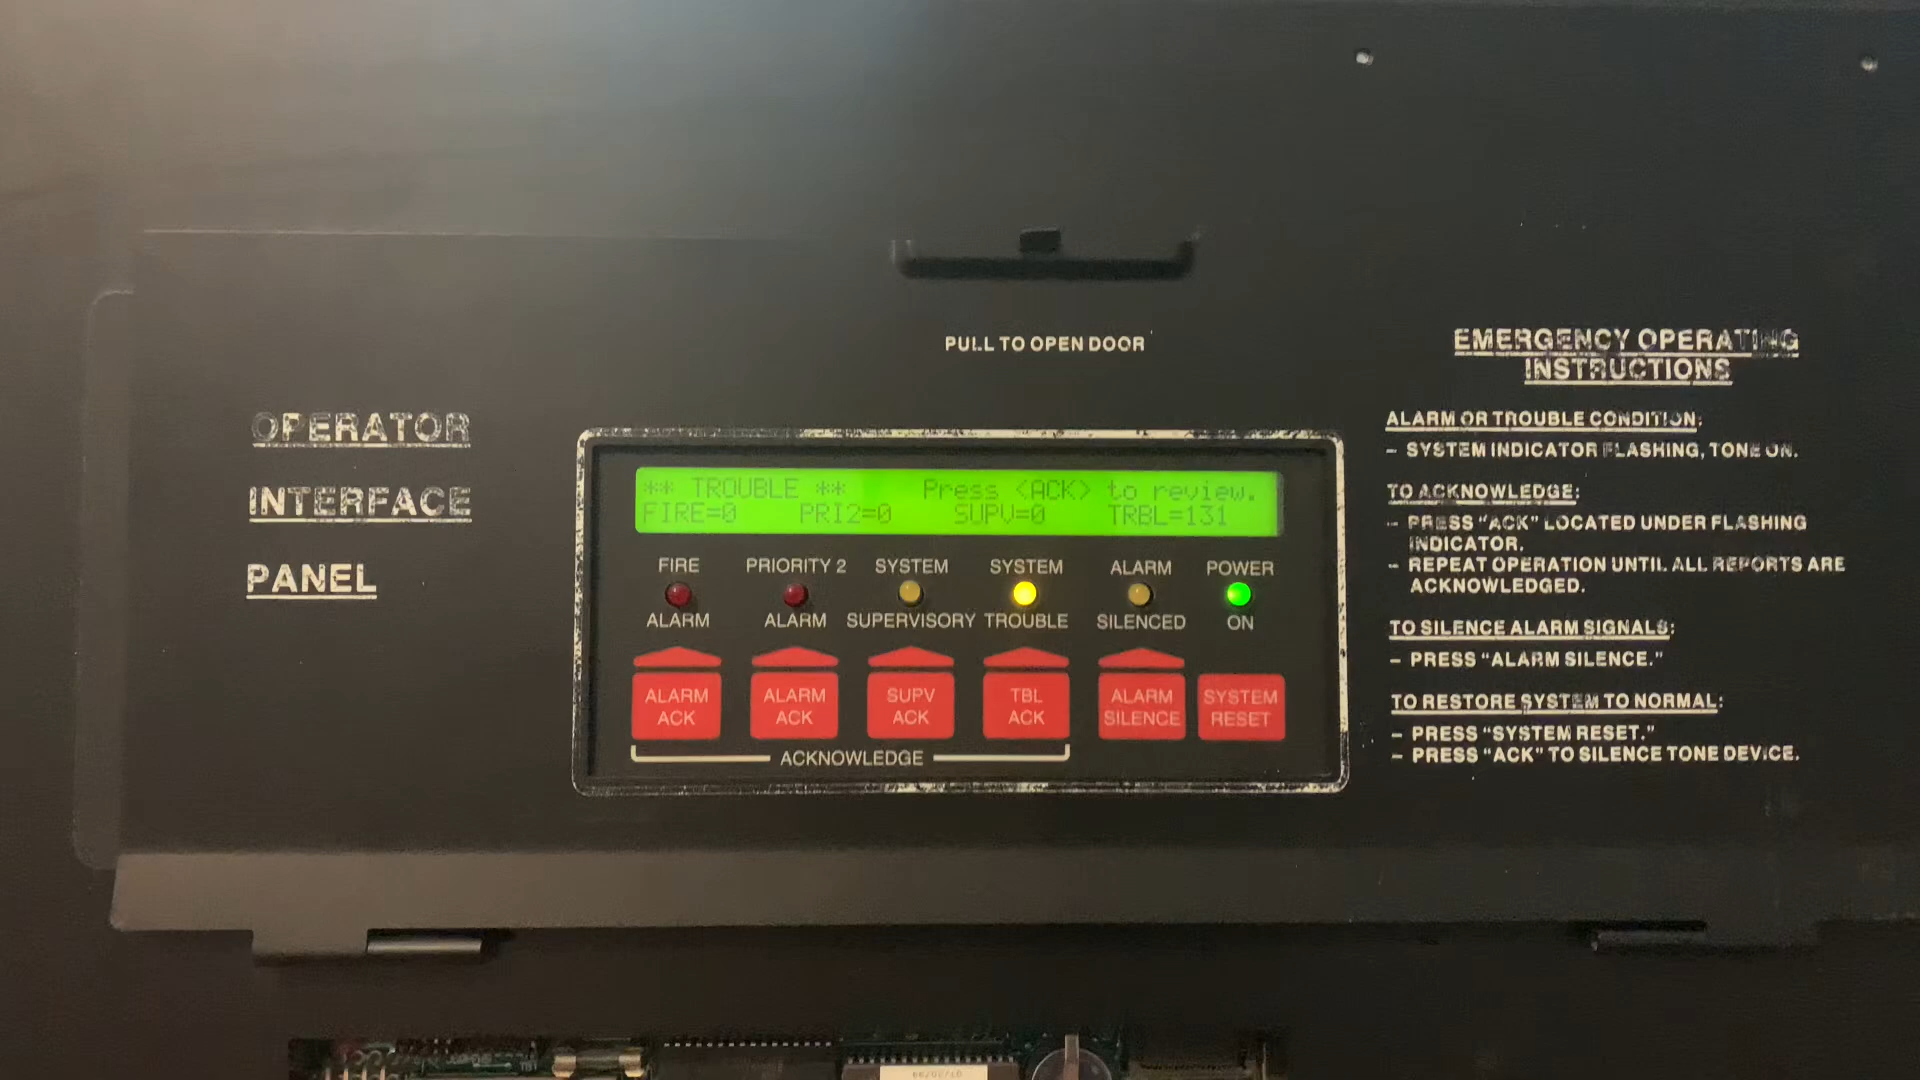 PULL TO OPEN DOOR
OPERATOR
INTERFACE
PANEL
** TROUBLE ** Press <ACK> to review.
FIRE=0 PRI2=0 SUPV=0 TRBL=131
FIRE PRIORITY 2 SYSTEM SYSTEM ALARM POWER
ALARM ALARM SUPERVISORY TROUBLE SILENCED ON
ALARM ALARM SUPV TBL ALARM SYSTEM
ACK ACK ACK ACK SILENCE RESET
ACKNOWLEDGE
EMERGENCY OPERATING
INSTRUCTIONS
ALARM OR TROUBLE CONDITION:
– SYSTEM INDICATOR FLASHING, TONE ON.
TO ACKNOWLEDGE:
– PRESS “ACK” LOCATED UNDER FLASHING
INDICATOR.
– REPEAT OPERATION UNTIL ALL REPORTS ARE
ACKNOWLEDGED.
TO SILENCE ALARM SIGNALS:
– PRESS “ALARM SILENCE.”
TO RESTORE SYSTEM TO NORMAL:
– PRESS “SYSTEM RESET.”
– PRESS “ACK” TO SILENCE TONE DEVICE.